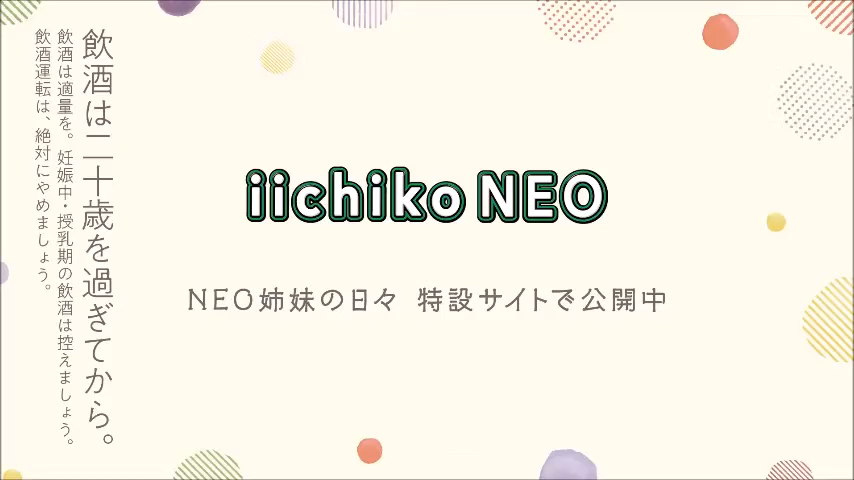 飲酒は二十歳を過ぎてから。
飲酒は適量を。妊娠中・授乳期の飲酒は控えましょう。
飲酒運転は、絶対にやめましょう。
iichiko NEO
NEO姉妹の日々 特設サイトで公開中